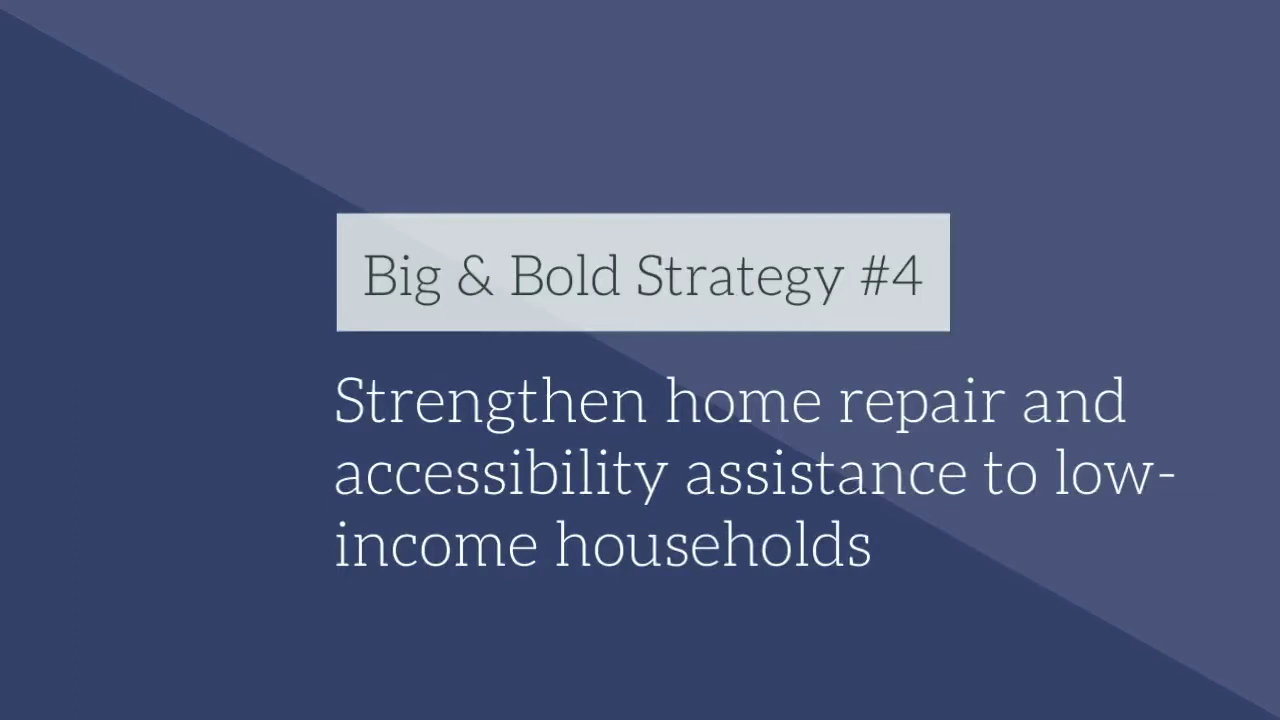 Big & Bold Strategy #4
Strengthen home repair and
accessibility assistance to low-
income households